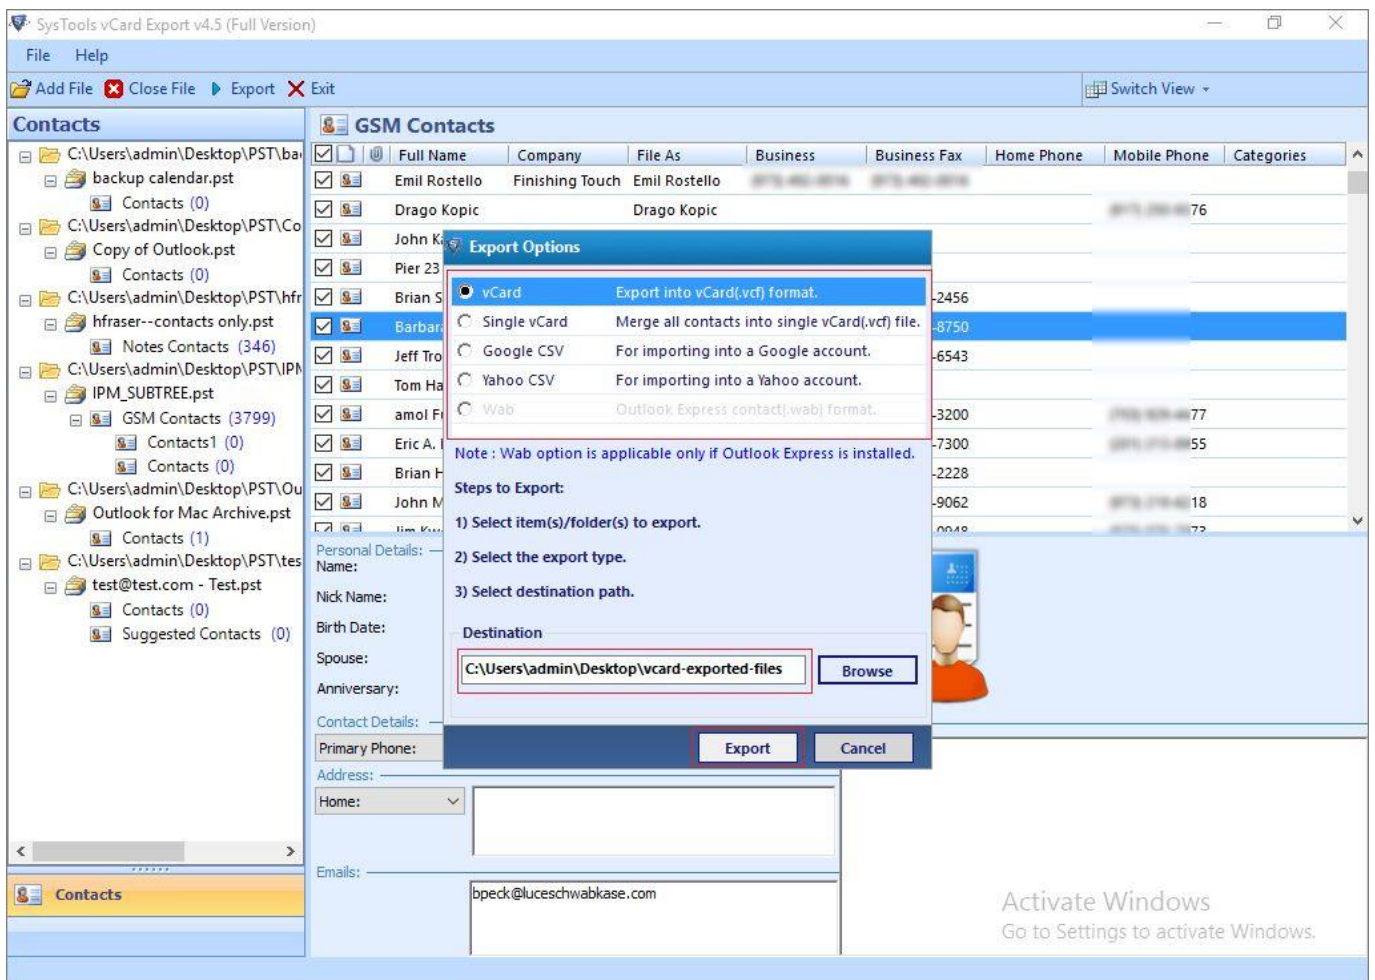 SysTools vCard Export v4.5 (Full Version)
File Help
Add File Close File Export Exit Switch View
Contacts
C:\Users\admin\Desktop\PST\ba
backup calendar.pst
Contacts (0)
C:\Users\admin\Desktop\PST\Co
Copy of Outlook.pst
Contacts (0)
C:\Users\admin\Desktop\PST\hfr
hfraser--contacts only.pst
Notes Contacts (346)
C:\Users\admin\Desktop\PST\IPM
IPM_SUBTREE.pst
GSM Contacts (3799)
Contacts1 (0)
Contacts (0)
C:\Users\admin\Desktop\PST\Ou
Outlook for Mac Archive.pst
Contacts (1)
C:\Users\admin\Desktop\PST\tes
test@test.com - Test.pst
Contacts (0)
Suggested Contacts (0)
Contacts
GSM Contacts
Full Name Company File As Business Business Fax Home Phone Mobile Phone Categories
Emil Rostello Finishing Touch Emil Rostello
Drago Kopic Drago Kopic 76
John K
Pier 23
Brian S -2456
Barbar -8750
Jeff Tro -6543
Tom Ha
amol F -3200 77
Eric A. -7300 55
Brian H -2228
John M -9062 18
Export Options
vCard Export into vCard(.vcf) format.
Single vCard Merge all contacts into single vCard(.vcf) file.
Google CSV For importing into a Google account.
Yahoo CSV For importing into a Yahoo account.
Wab Outlook Express contact(.wab) format.
Note : Wab option is applicable only if Outlook Express is installed.
Steps to Export:
1) Select item(s)/folder(s) to export.
2) Select the export type.
3) Select destination path.
Destination
C:\Users\admin\Desktop\vcard-exported-files Browse
Export Cancel
Personal Details:
Name:
Nick Name:
Birth Date:
Spouse:
Anniversary:
Contact Details:
Primary Phone:
Address:
Home:
Emails:
bpeck@luceschwabkase.com
Activate Windows
Go to Settings to activate Windows.